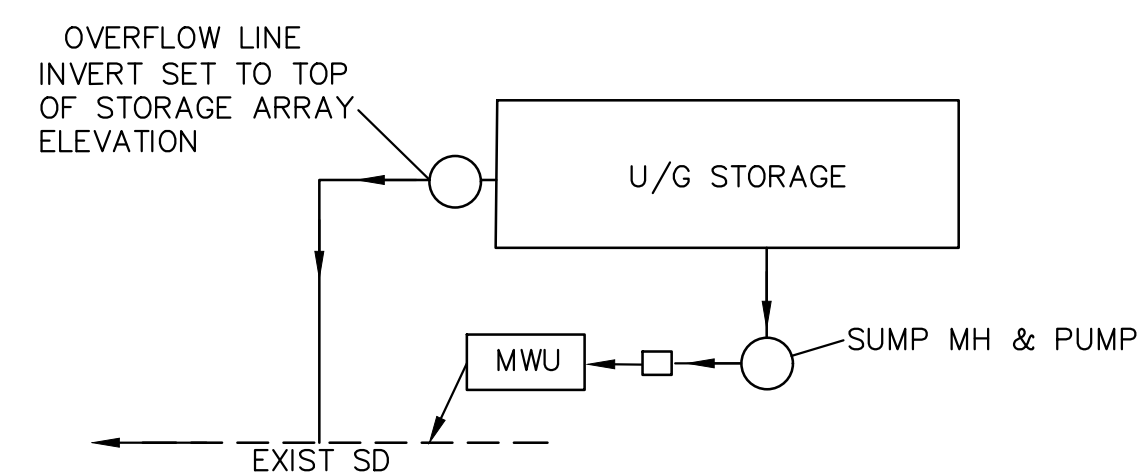 OVERFLOW LINE
INVERT SET TO TOP
OF STORAGE ARRAY
ELEVATION
U/G STORAGE
SUMP MH & PUMP
MWU
EXIST SD